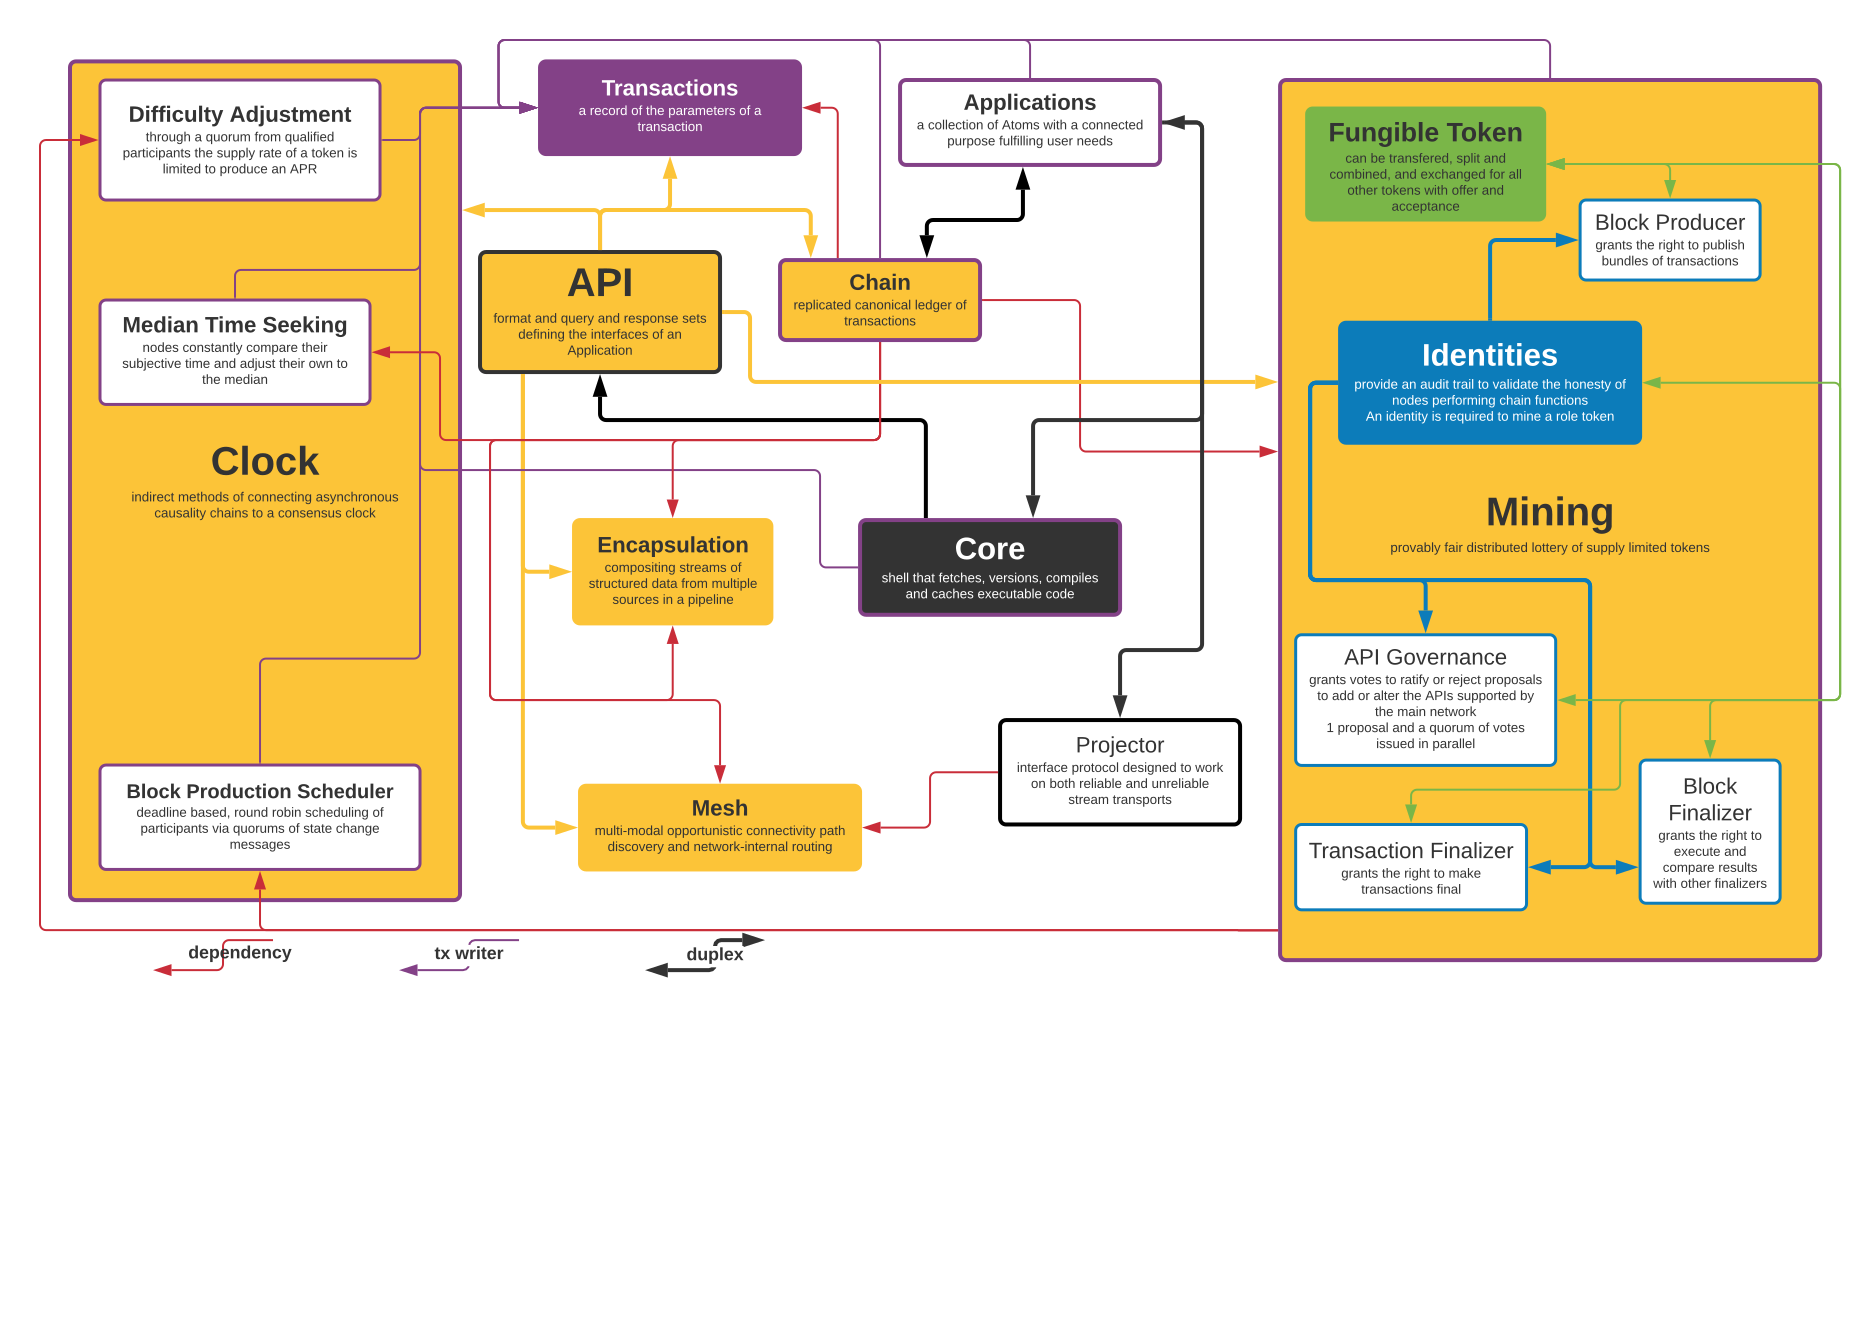 Difficulty Adjustment
through a quorum from qualified
participants the supply rate of a token is
limited to produce an APR
Median Time Seeking
nodes constantly compare their
subjective time and adjust their own to
the median
Clock
indirect methods of connecting asynchronous
causality chains to a consensus clock
Block Production Scheduler
deadline based, round robin scheduling of
participants via quorums of state change
messages
Transactions
a record of the parameters of a
transaction
Applications
a collection of Atoms with a connected
purpose fulfilling user needs
API
format and query and response sets
defining the interfaces of an
Application
Chain
replicated canonical ledger of
transactions
Encapsulation
compositing streams of
structured data from multiple
sources in a pipeline
Core
shell that fetches, versions, compiles
and caches executable code
Projector
interface protocol designed to work
on both reliable and unreliable
stream transports
Mesh
multi-modal opportunistic connectivity path
discovery and network-internal routing
Fungible Token
can be transfered, split and
combined, and exchanged for all
other tokens with offer and
acceptance
Block Producer
grants the right to publish
bundles of transactions
Identities
provide an audit trail to validate the honesty of
nodes performing chain functions
An identity is required to mine a role token
Mining
provably fair distributed lottery of supply limited tokens
API Governance
grants votes to ratify or reject proposals
to add or alter the APIs supported by
the main network
1 proposal and a quorum of votes
issued in parallel
Block
Finalizer
grants the right to
execute and
compare results
with other finalizers
Transaction Finalizer
grants the right to make
transactions final
dependency
tx writer
duplex